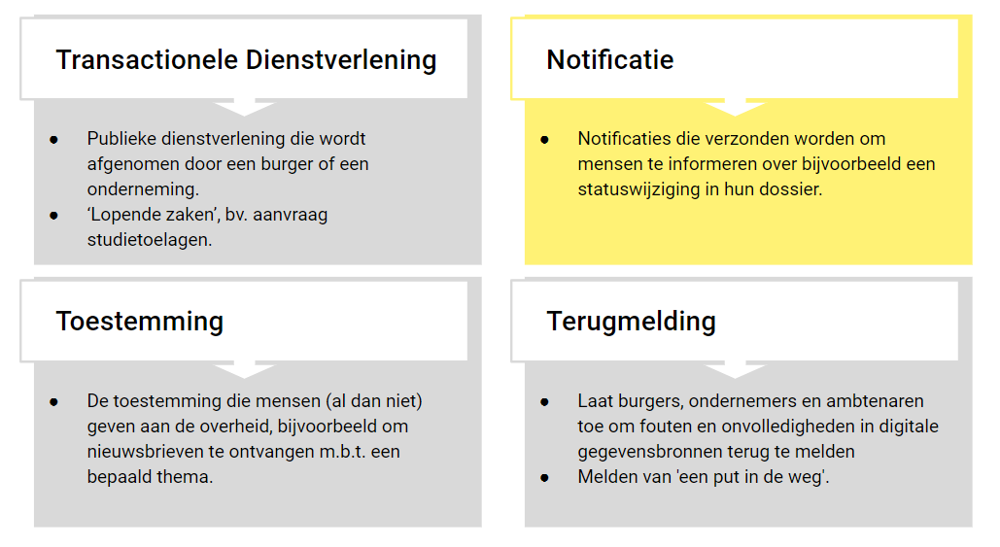 Transactionele Dienstverlening
● Publieke dienstverlening die wordt
afgenomen door een burger of een
onderneming.
● ‘Lopende zaken’, bv. aanvraag
studietoelagen.
Notificatie
● Notificaties die verzonden worden om
mensen te informeren over bijvoorbeeld een
statuswijziging in hun dossier.
Toestemming
● De toestemming die mensen (al dan niet)
geven aan de overheid, bijvoorbeeld om
nieuwsbrieven te ontvangen m.b.t. een
bepaald thema.
Terugmelding
● Laat burgers, ondernemers en ambtenaren
toe om fouten en onvolledigheden in digitale
gegevensbronnen terug te melden
● Melden van 'een put in de weg'.